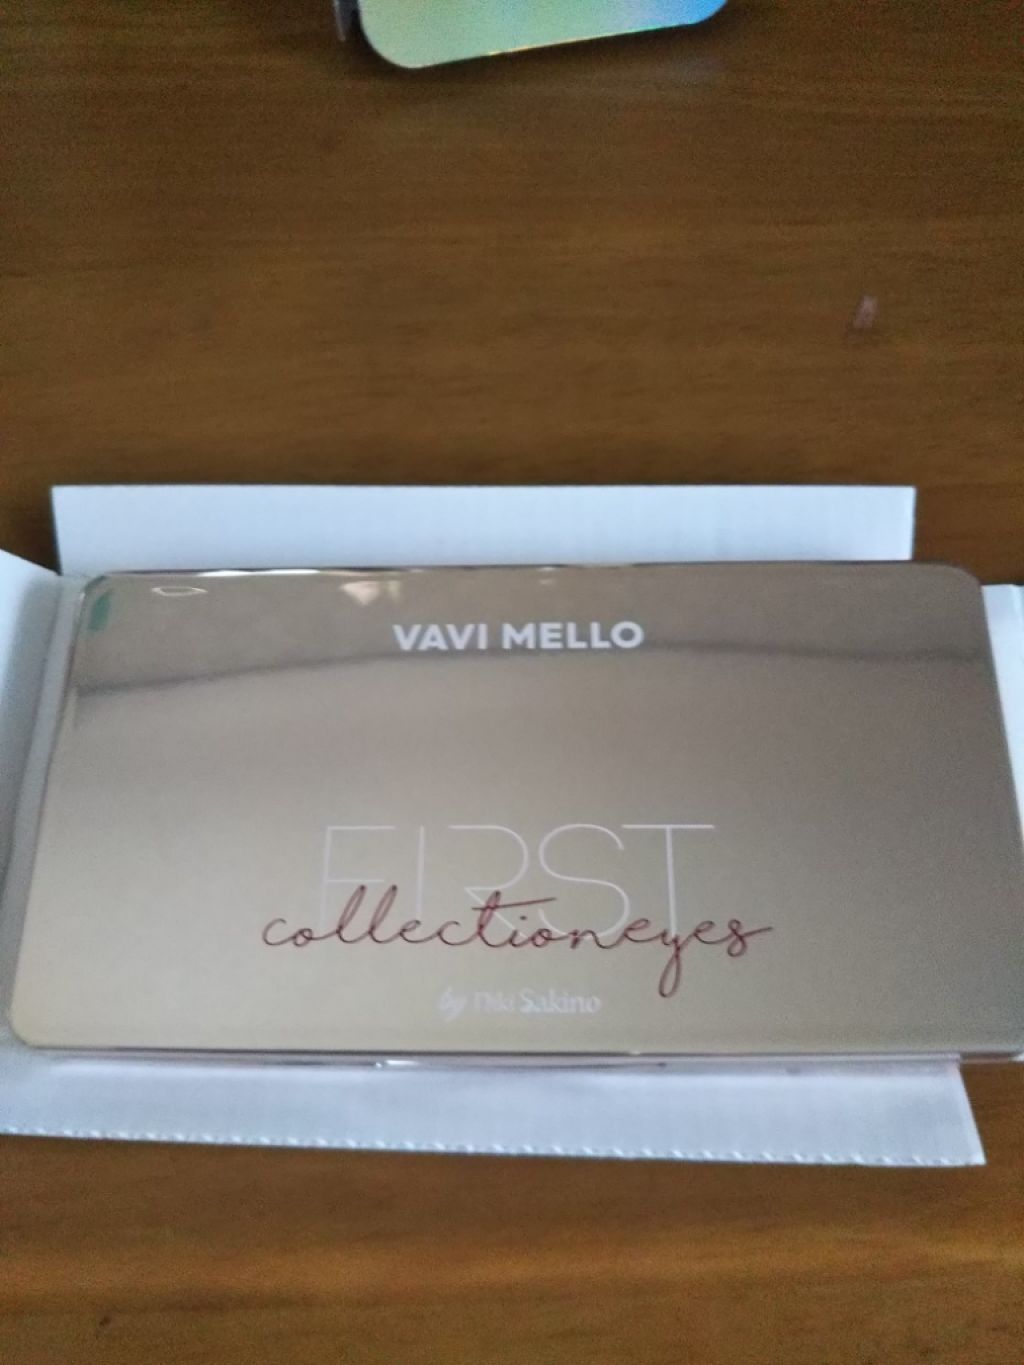 VAVI MELLO
FIRST
collectioneyes
by Sakino